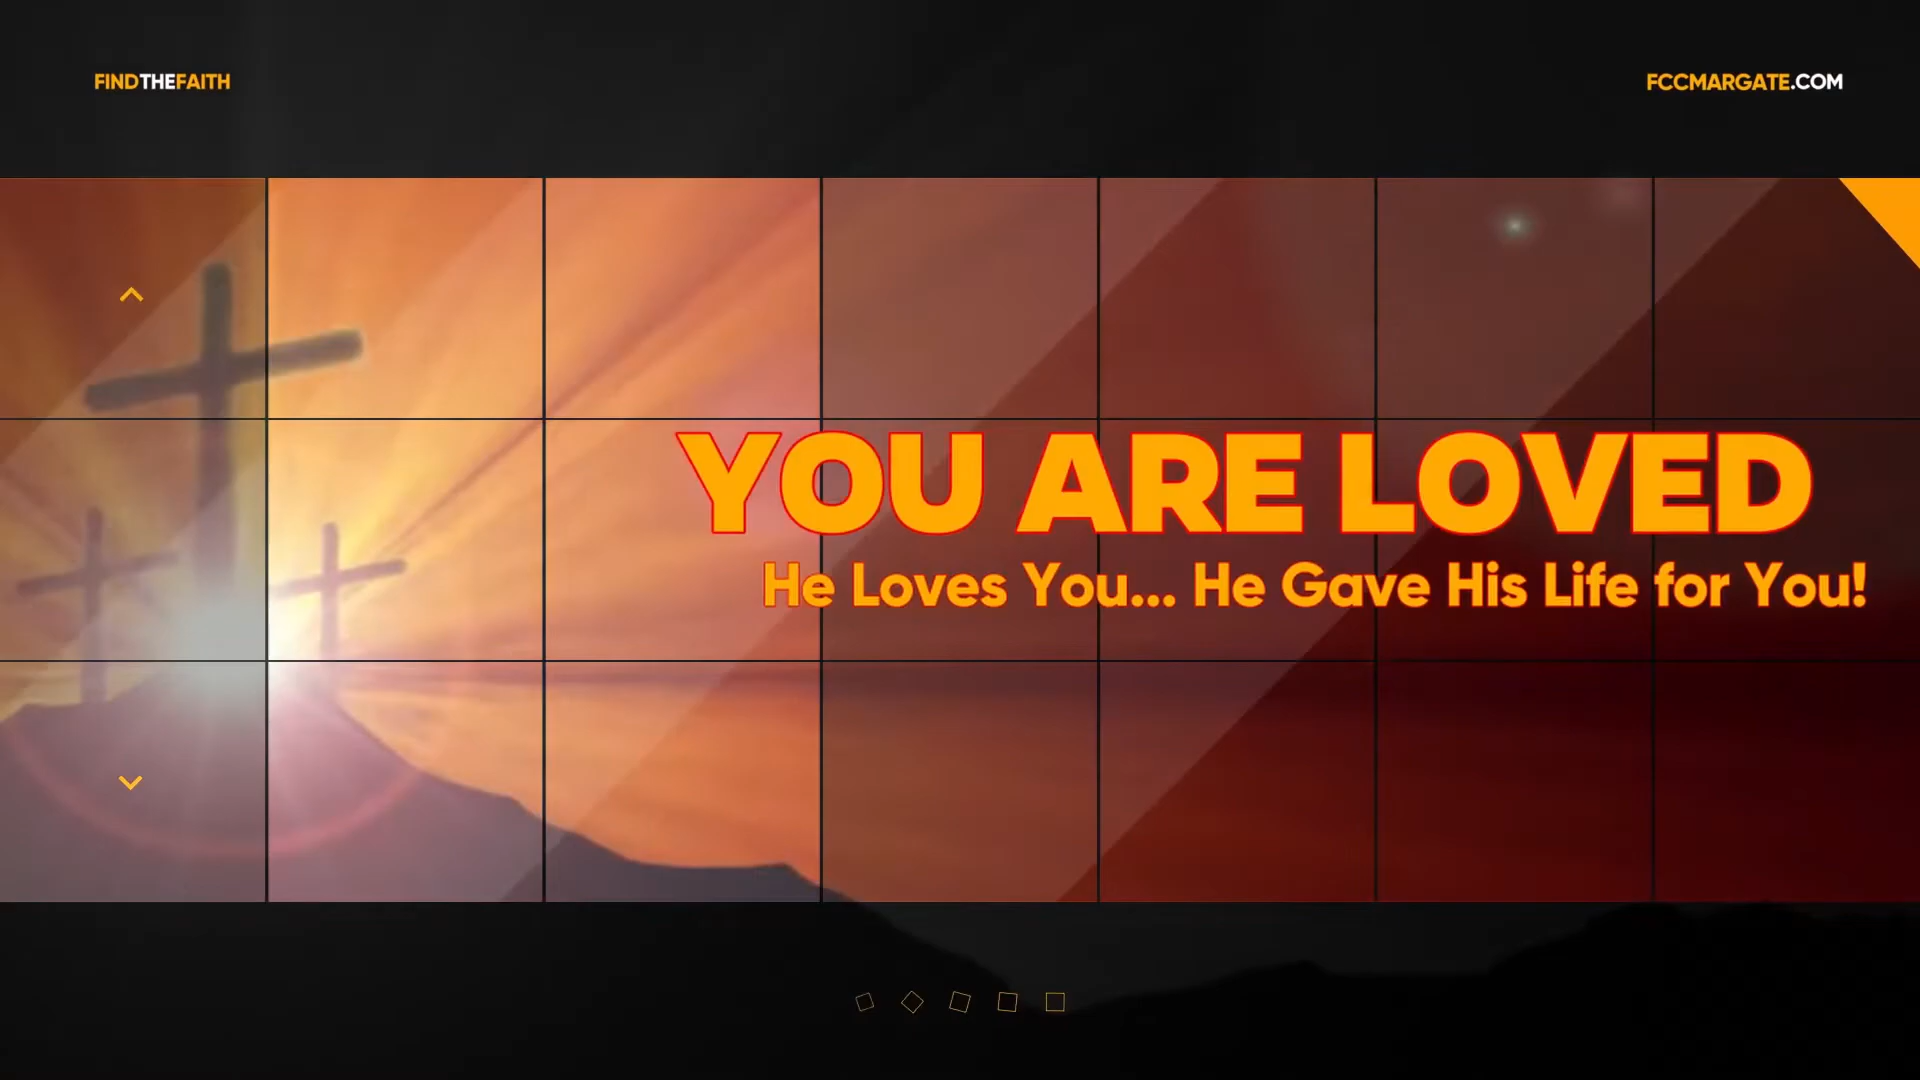 FINDTHEFAITH
FCCMARGATE.COM
YOU ARE LOVED
He Loves You... He Gave His Life for You!